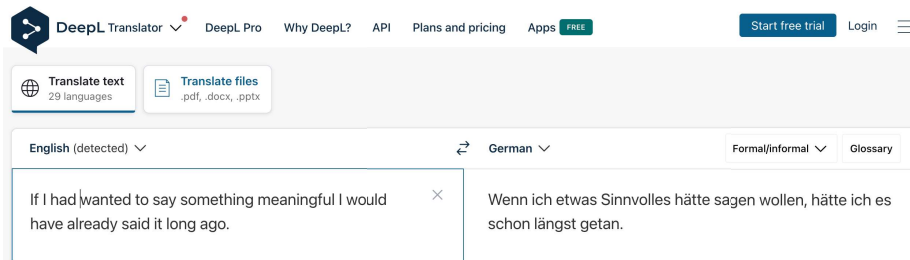 DeepL Translator DeepL Pro Why DeepL? API Plans and pricing Apps FREE Start free trial Login
Translate text
29 languages
Translate files
.pdf, .docx, .pptx
English (detected) German Formal/informal Glossary
If I had wanted to say something meaningful I would
have already said it long ago.
Wenn ich etwas Sinnvolles hätte sagen wollen, hätte ich es
schon längst getan.